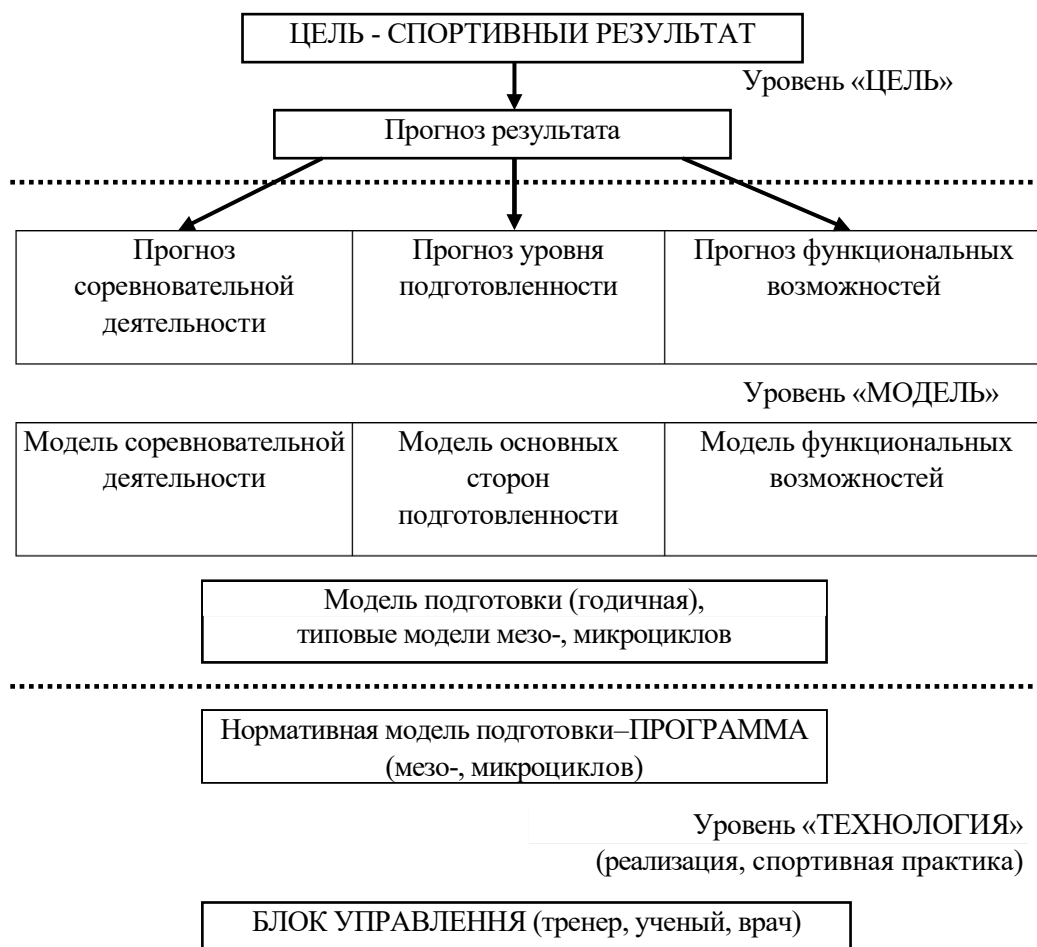 ЦЕЛЬ - СПОРТИВНЫИ РЕЗУЛЬТАТ
Уровень «ЦЕЛЬ»
Прогноз результата
Прогноз
соревновательной
деятельности
Прогноз уровня
подготовленности
Прогноз функциональных
возможностей
Уровень «МОДЕЛЬ»
Модель соревновательной
деятельности
Модель основных
сторон
подготовленности
Модель функциональных
возможностей
Модель подготовки (годичная),
типовые модели мезо-, микроциклов
Нормативная модель подготовки–ПРОГРАММА
(мезо-, микроциклов)
Уровень «ТЕХНОЛОГИЯ»
(реализация, спортивная практика)
БЛОК УПРАВЛЕННЯ (тренер, ученый, врач)